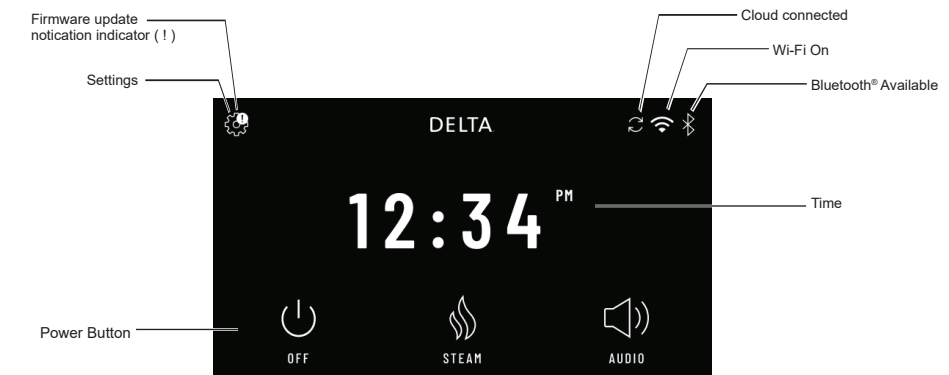 Firmware update
notication indicator ( ! )
Cloud connected
Wi-Fi On
Settings
Bluetooth® Available
!
DELTA
12:34 PM
Time
Power Button
OFF
STEAM
AUDIO